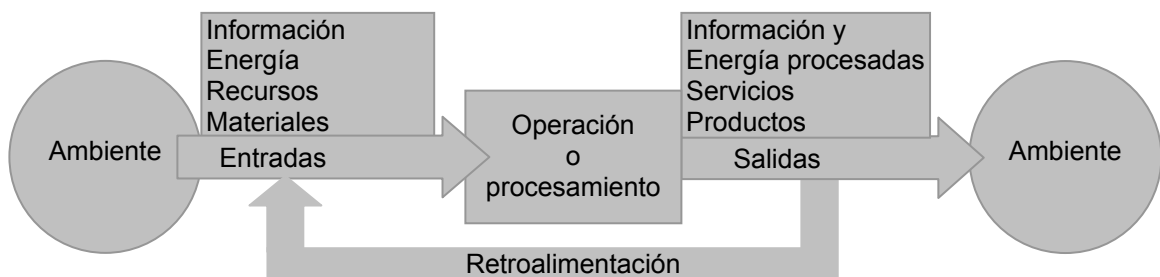 Ambiente
Información
Energía
Recursos
Materiales
Entradas
Operación
o
procesamiento
Información y
Energía procesadas
Servicios
Productos
Salidas
Ambiente
Retroalimentación